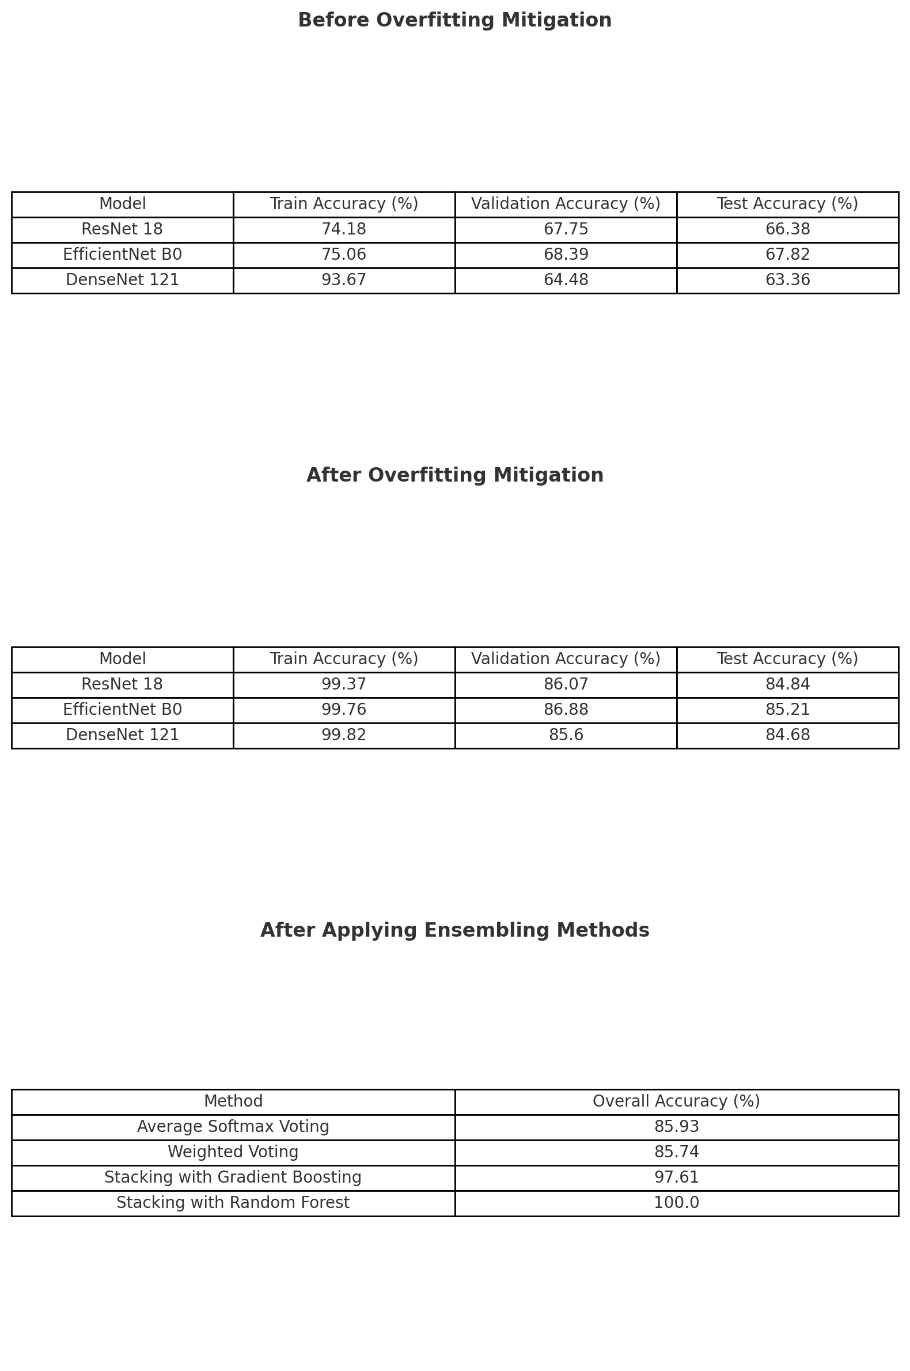 Before Overfitting Mitigation
Model Train Accuracy (%) Validation Accuracy (%) Test Accuracy (%)
ResNet 18 74.18 67.75 66.38
EfficientNet B0 75.06 68.39 67.82
DenseNet 121 93.67 64.48 63.36
After Overfitting Mitigation
Model Train Accuracy (%) Validation Accuracy (%) Test Accuracy (%)
ResNet 18 99.37 86.07 84.84
EfficientNet B0 99.76 86.88 85.21
DenseNet 121 99.82 85.6 84.68
After Applying Ensembling Methods
Method Overall Accuracy (%)
Average Softmax Voting 85.93
Weighted Voting 85.74
Stacking with Gradient Boosting 97.61
Stacking with Random Forest 100.0